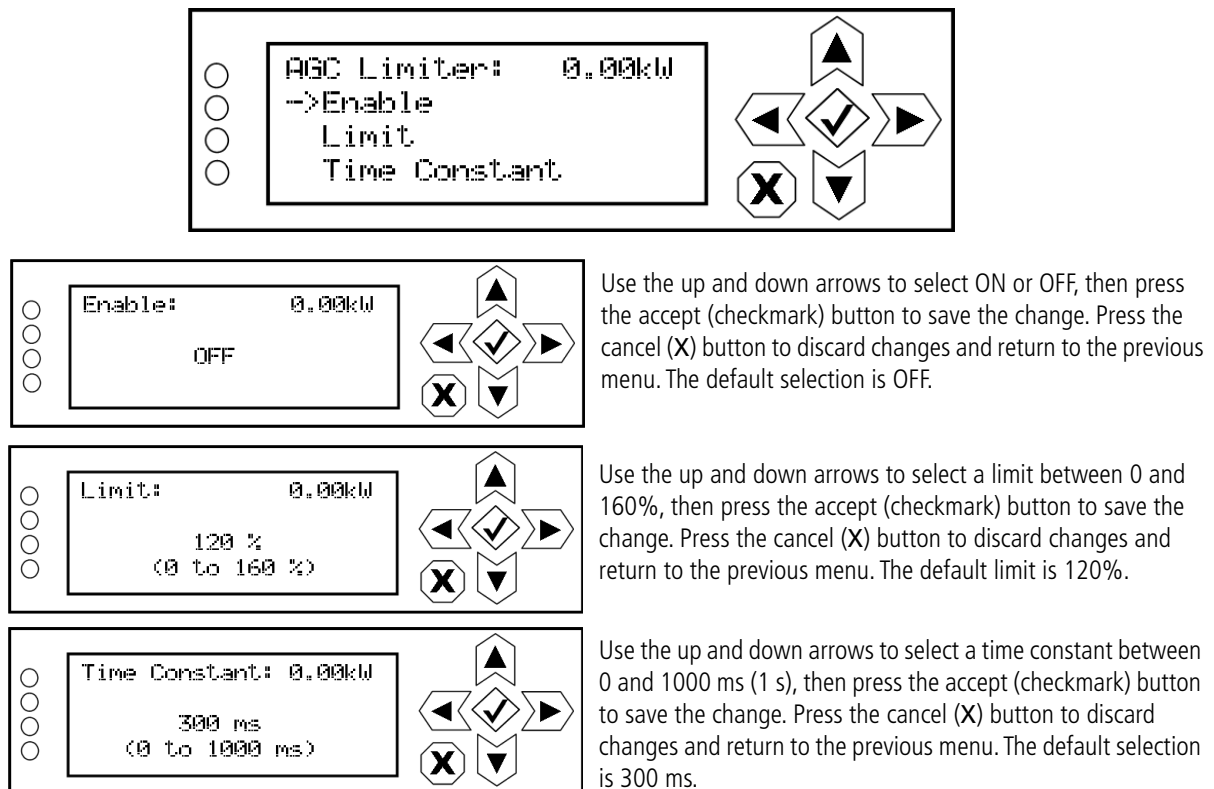 AGC Limiter: 0.00kW
->Enable
Limit
Time Constant
X
Enable: 0.00kW
OFF
X
Use the up and down arrows to select ON or OFF, then press
the accept (checkmark) button to save the change. Press the
cancel (X) button to discard changes and return to the previous
menu. The default selection is OFF.
Limit: 0.00kW
120 %
(0 to 160 %)
X
Use the up and down arrows to select a limit between 0 and
160%, then press the accept (checkmark) button to save the
change. Press the cancel (X) button to discard changes and
return to the previous menu. The default limit is 120%.
Time Constant: 0.00kW
300 ms
(0 to 1000 ms)
X
Use the up and down arrows to select a time constant between
0 and 1000 ms (1 s), then press the accept (checkmark) button
to save the change. Press the cancel (X) button to discard
changes and return to the previous menu. The default selection
is 300 ms.